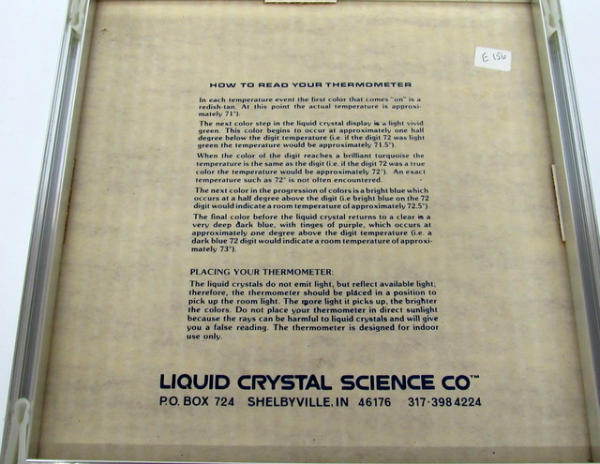 E 156
HOW TO READ YOUR THERMOMETER
In each temperature event the first color that comes "on" is a
redish-tan. At this point the actual temperature is approxi-
mately 71°).
The next color step in the liquid crystal display is a light vivid
green. This color begins to occur at approximately one half
degree below the digit temperature (i.e. if the digit 72 was light
green the temperature would be approximately 71.5°).
When the color of the digit reaches a brilliant turquoise the
temperature is the same as the digit (i.e. if the digit 72 was a true
color the temperature would be approximately 72°). An exact
temperature such as 72° is not often encountered.
The next color in the progression of colors is a bright blue which
occurs at a half degree above the digit (i.e bright blue on the 72
digit would indicate a room temperature of approximately 72.5°).
The final color before the liquid crystal returns to a clear is a
very deep dark blue, with tinges of purple, which occurs at
approximately one degree above the digit temperature (i.e. a
dark blue 72 digit would indicate a room temperature of approxi-
mately 73°).
PLACING YOUR THERMOMETER:
The liquid crystals do not emit light, but reflect available light;
therefore, the thermometer should be placed in a position to
pick up the room light. The more light it picks up, the brighter
the colors. Do not place your thermometer in direct sunlight
because the rays can be harmful to liquid crystals and will give
you a false reading. The thermometer is designed for indoor
use only.
LIQUID CRYSTAL SCIENCE CO™
P.O. BOX 724 SHELBYVILLE, IN 46176 317-398 4224